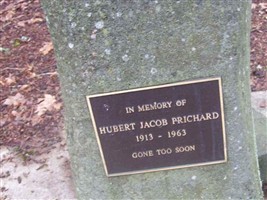 IN MEMORY OF
HUBERT JACOB PRICHARD
1913 - 1963
GONE TOO SOON